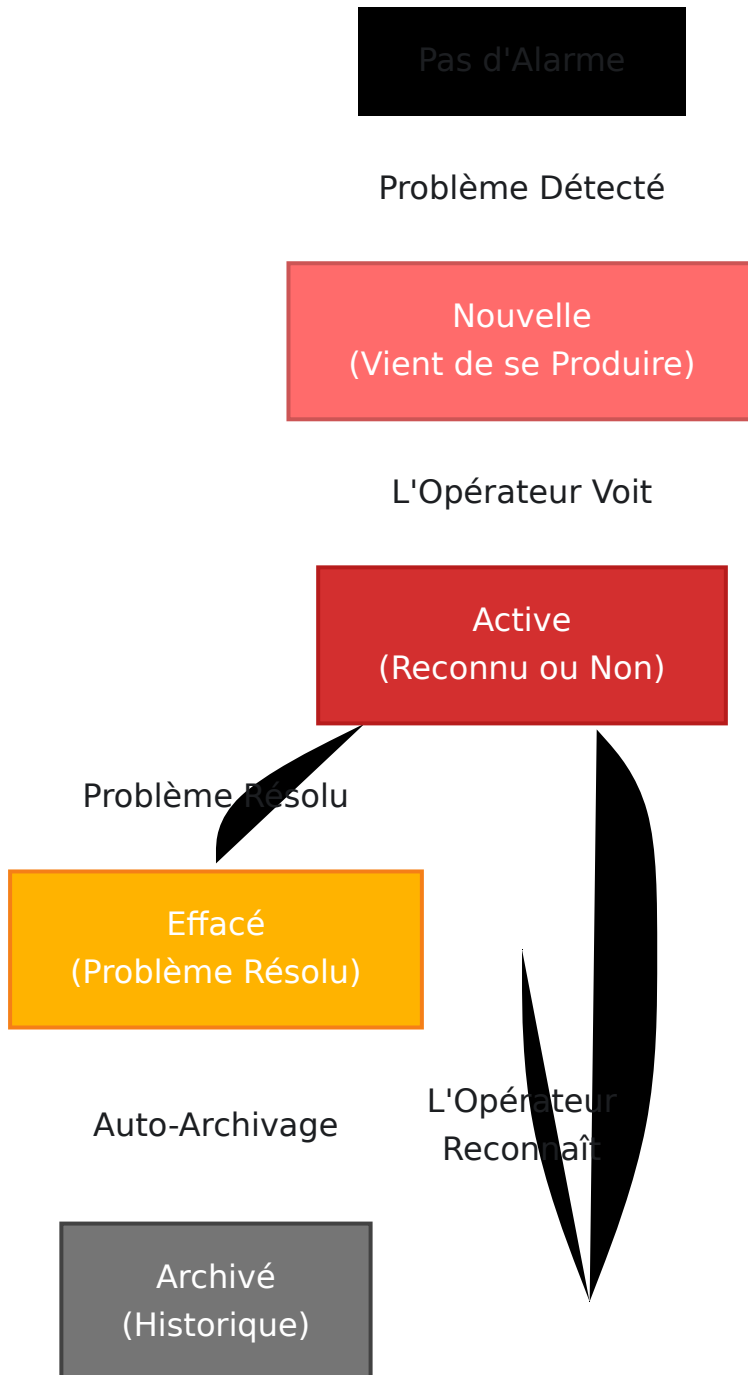 Pas d'Alarme
Problème Détecté
Nouvelle
(Vient de se Produire)
L'Opérateur Voit
Active
(Reconnu ou Non)
Problème Résolu
Effacé
(Problème Résolu)
L'Opérateur
Reconnaît
Auto-Archivage
Archivé
(Historique)